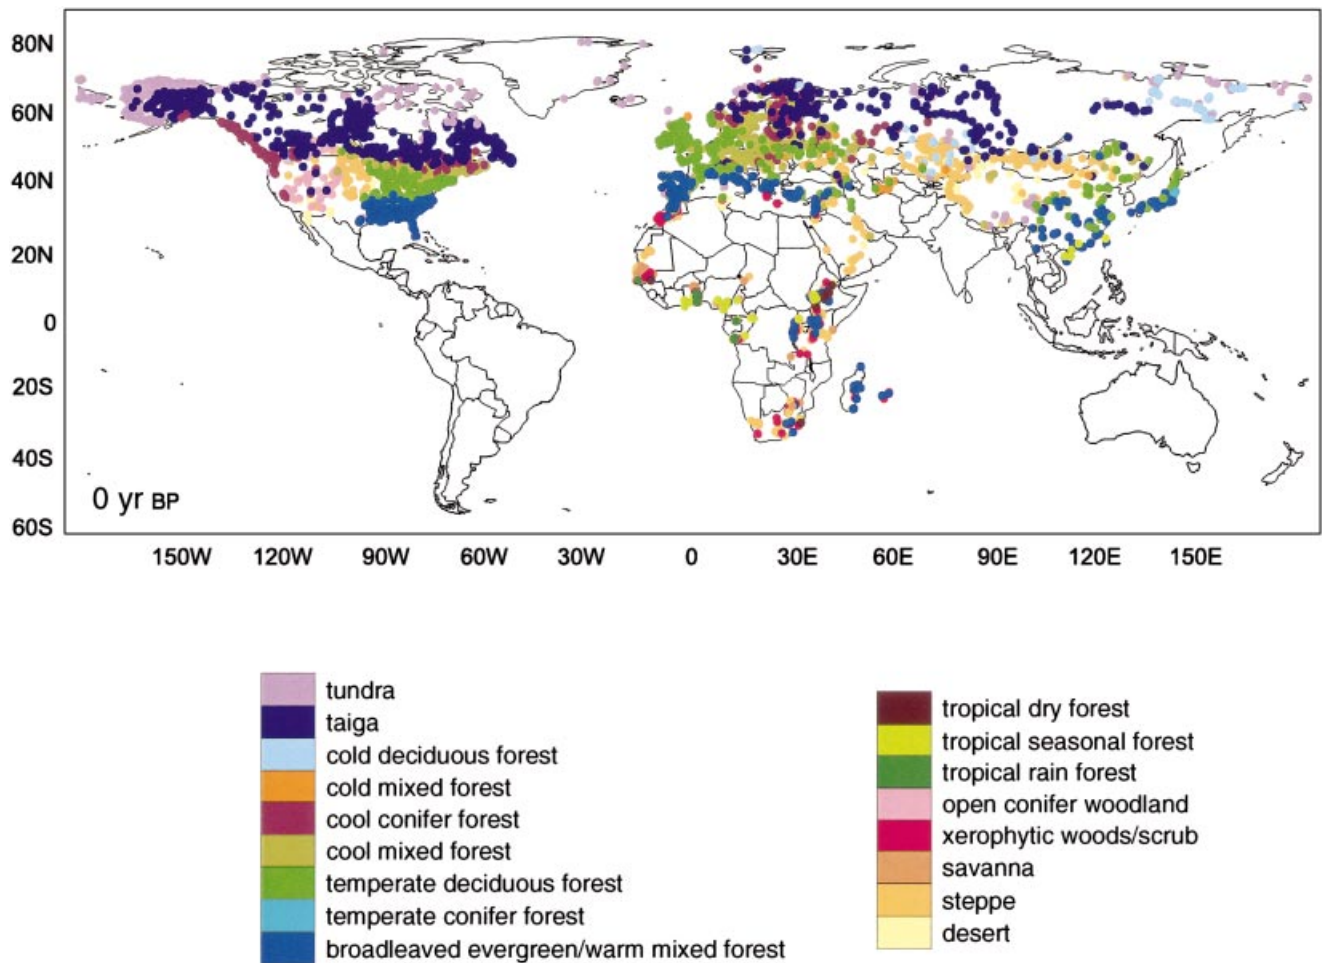 80N
60N
40N
20N
0
20S
40S
60S
0 yr BP
150W 120W 90W 60W 30W 0 30E 60E 90E 120E 150E
tundra
taiga
cold deciduous forest
cold mixed forest
cool conifer forest
cool mixed forest
temperate deciduous forest
temperate conifer forest
broadleaved evergreen/warm mixed forest
tropical dry forest
tropical seasonal forest
tropical rain forest
open conifer woodland
xerophytic woods/scrub
savanna
steppe
desert